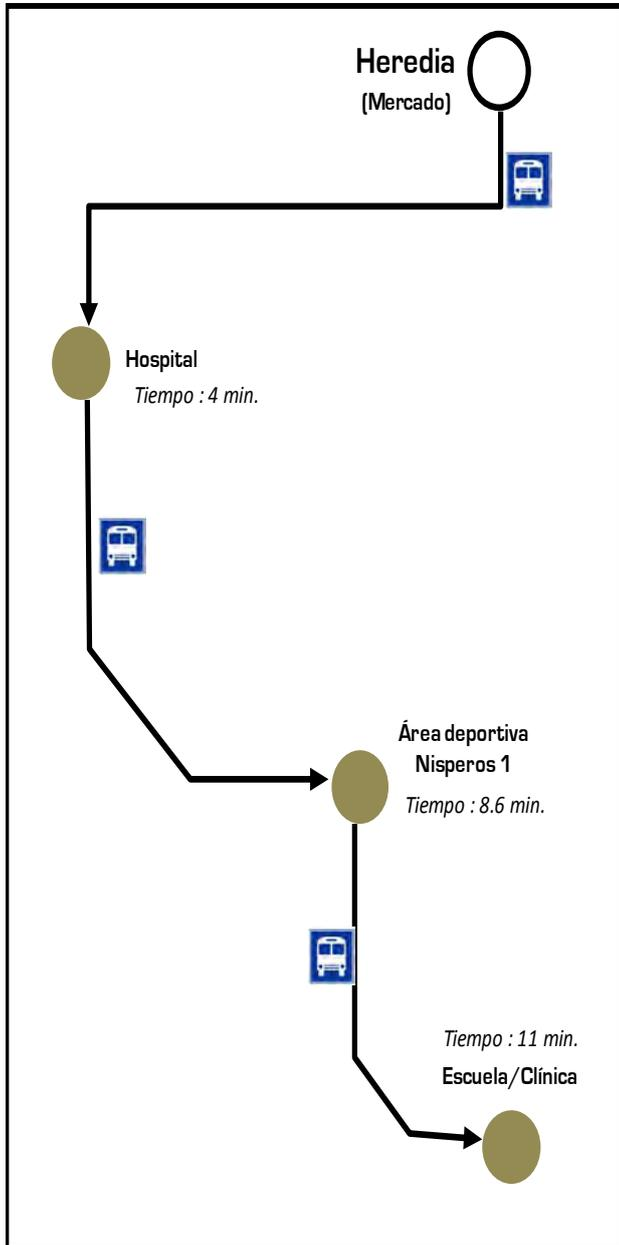 Heredia
(Mercado)
Hospital
Tiempo : 4 min.
Área deportiva
Nisperos 1
Tiempo : 8.6 min.
Tiempo : 11 min.
Escuela/Clínica